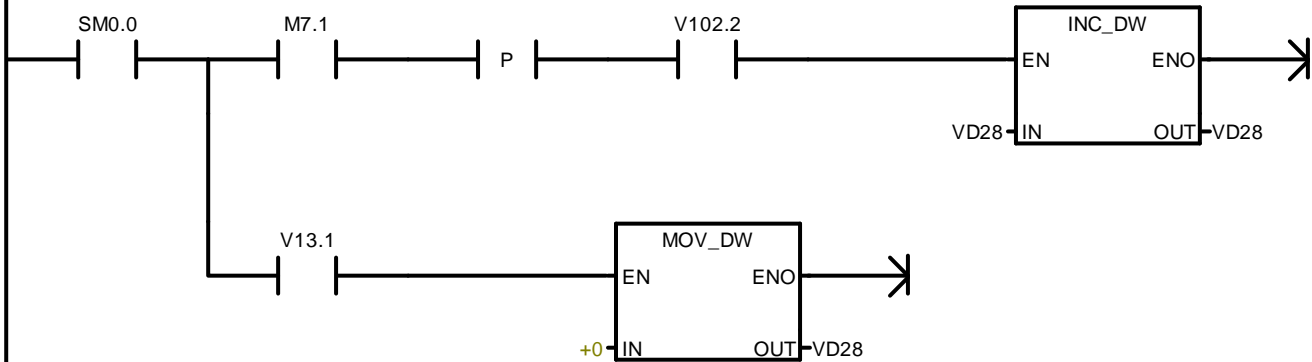 SM0.0 M7.1 V102.2 INC_DW
P EN ENO
VD28 IN OUT VD28
V13.1 MOV_DW
EN ENO
+0 IN OUT VD28